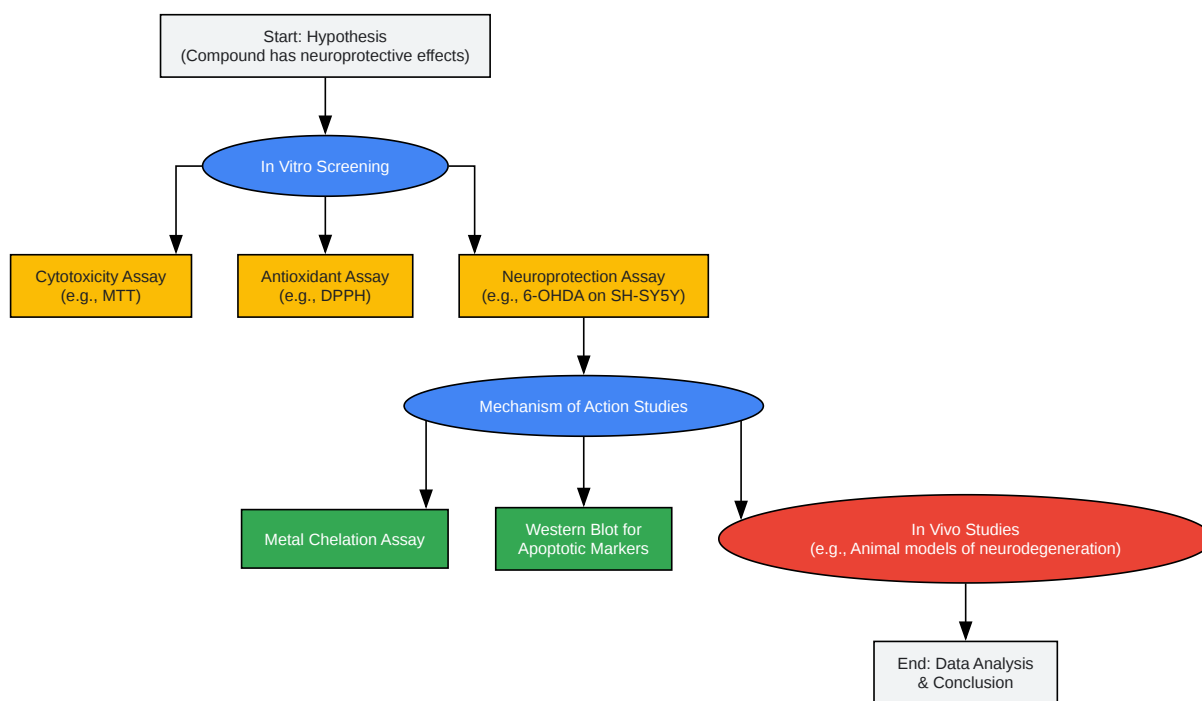 Start: Hypothesis
(Compound has neuroprotective effects)
In Vitro Screening
Cytotoxicity Assay
(e.g., MTT)
Antioxidant Assay
(e.g., DPPH)
Neuroprotection Assay
(e.g., 6-OHDA on SH-SY5Y)
Mechanism of Action Studies
Metal Chelation Assay
Western Blot for
Apoptotic Markers
In Vivo Studies
(e.g., Animal models of neurodegeneration)
End: Data Analysis
& Conclusion